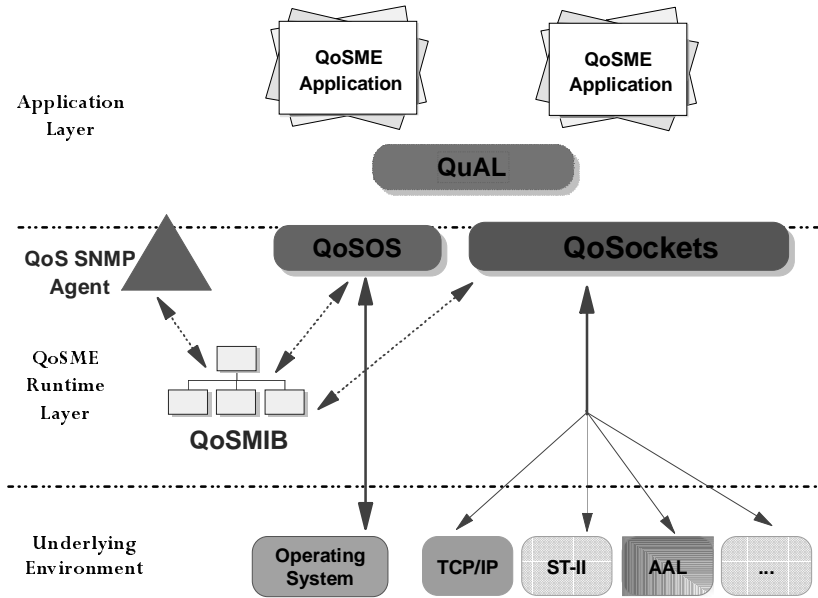 QoSME
Application
QoSME
Application
Application
Layer
QuAL
QoSOS
QoSockets
QoS SNMP
Agent
QoSME
Runtime
Layer
QoSMIB
Underlying
Environment
Operating
System
TCP/IP
ST-II
AAL
...